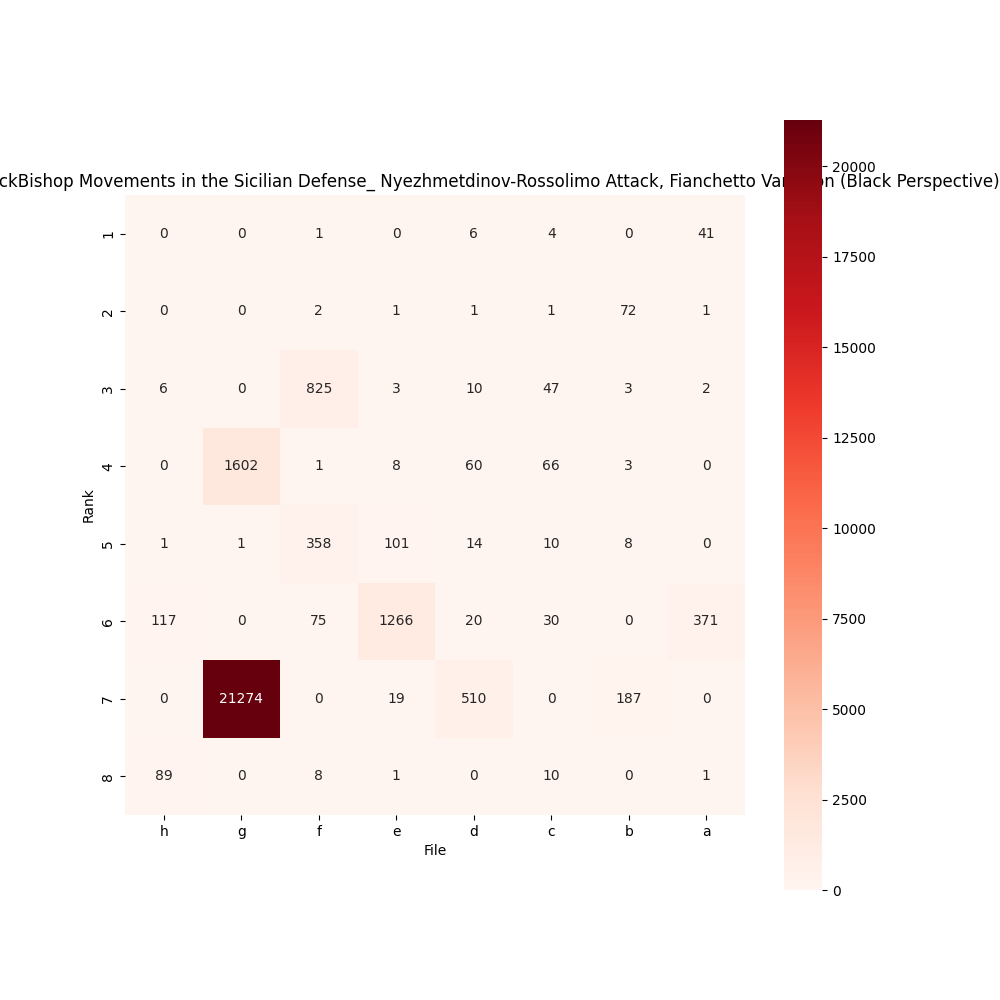 ckBishop Movements in the Sicilian Defense_ Nyezhmetdinov-Rossolimo Attack, Fianchetto Var on (Black Perspective)
20000
17500
15000
12500
10000
7500
5000
2500
0
1 0 0 1 0 6 4 0 41
2 0 0 2 1 1 1 72 1
3 6 0 825 3 10 47 3 2
4 0 1602 1 8 60 66 3 0
5 1 1 358 101 14 10 8 0
6 117 0 75 1266 20 30 0 371
7 0 21274 0 19 510 0 187 0
8 89 0 8 1 0 10 0 1
Rank
h g f e d c b a
File